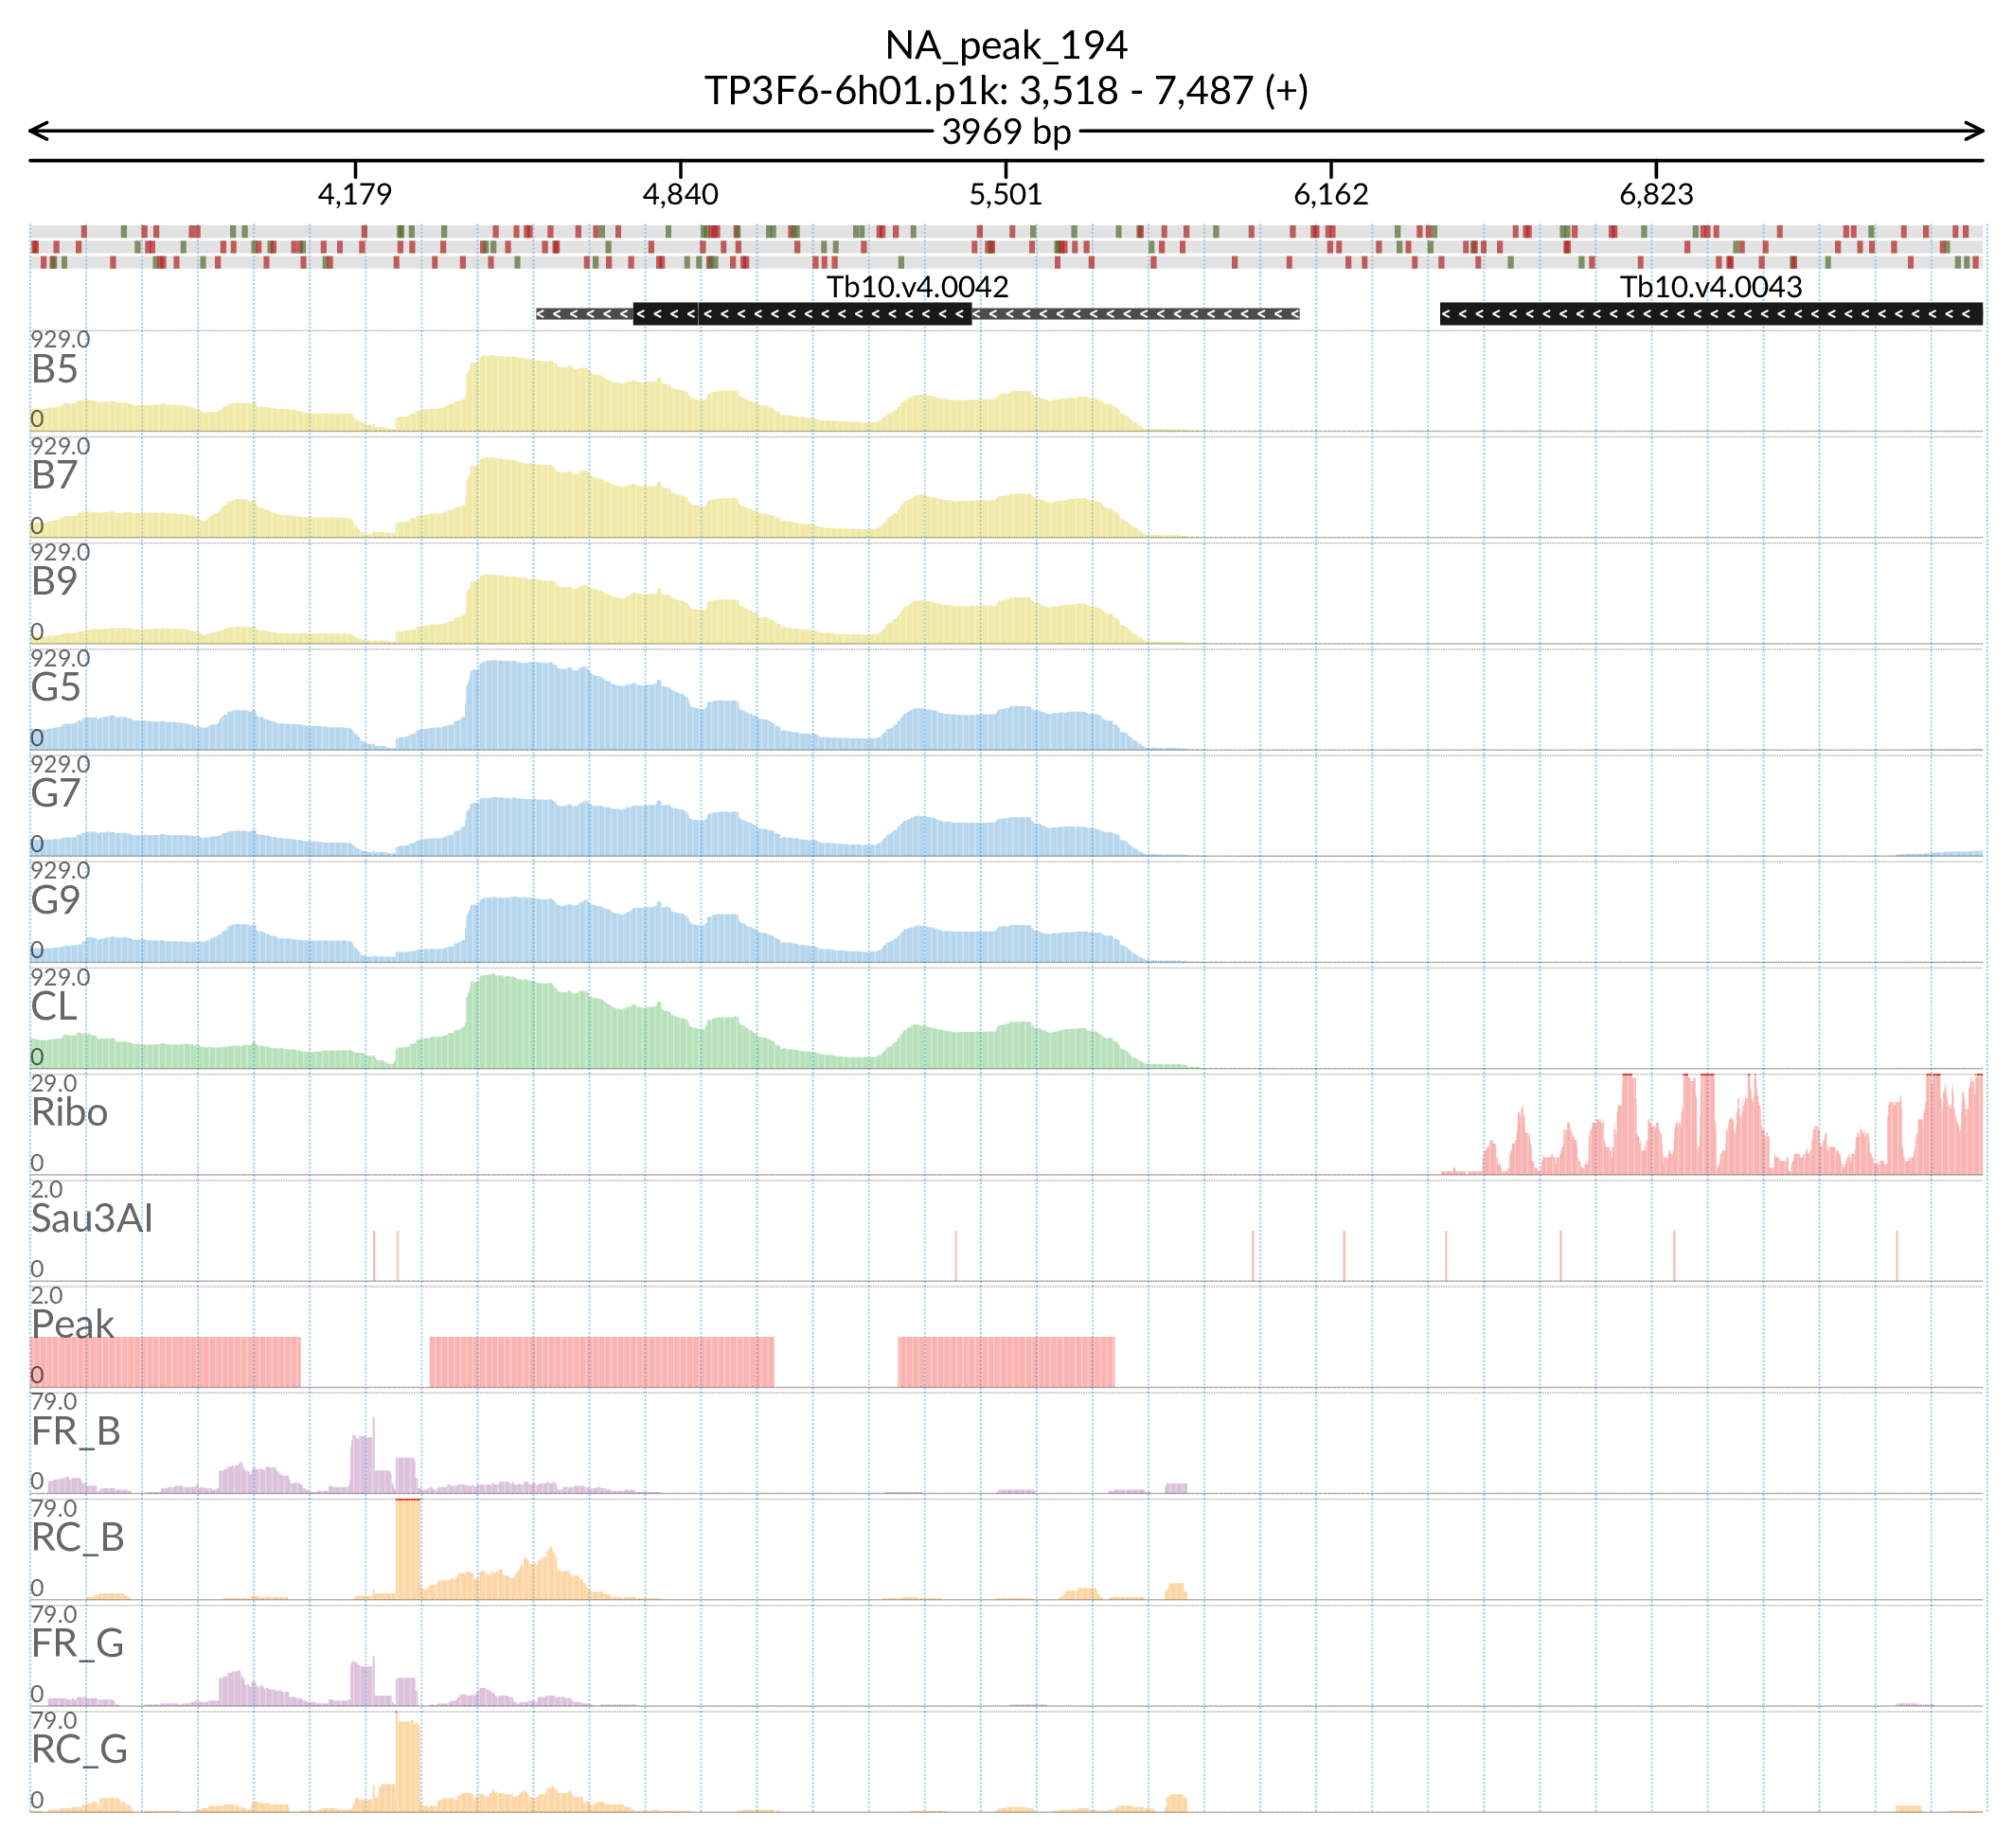 NA_peak_194
TP3F6-6h01.p1k: 3,518 - 7,487 (+)
3969 bp
4,179 4,840 5,501 6,162 6,823
Tb10.v4.0042 Tb10.v4.0043
929.0
B5
0
929.0
B7
0
929.0
B9
0
929.0
G5
0
929.0
G7
0
929.0
G9
0
929.0
CL
0
29.0
Ribo
0
2.0
Sau3AI
0
2.0
Peak
0
79.0
FR_B
0
79.0
RC_B
0
79.0
FR_G
0
79.0
RC_G
0